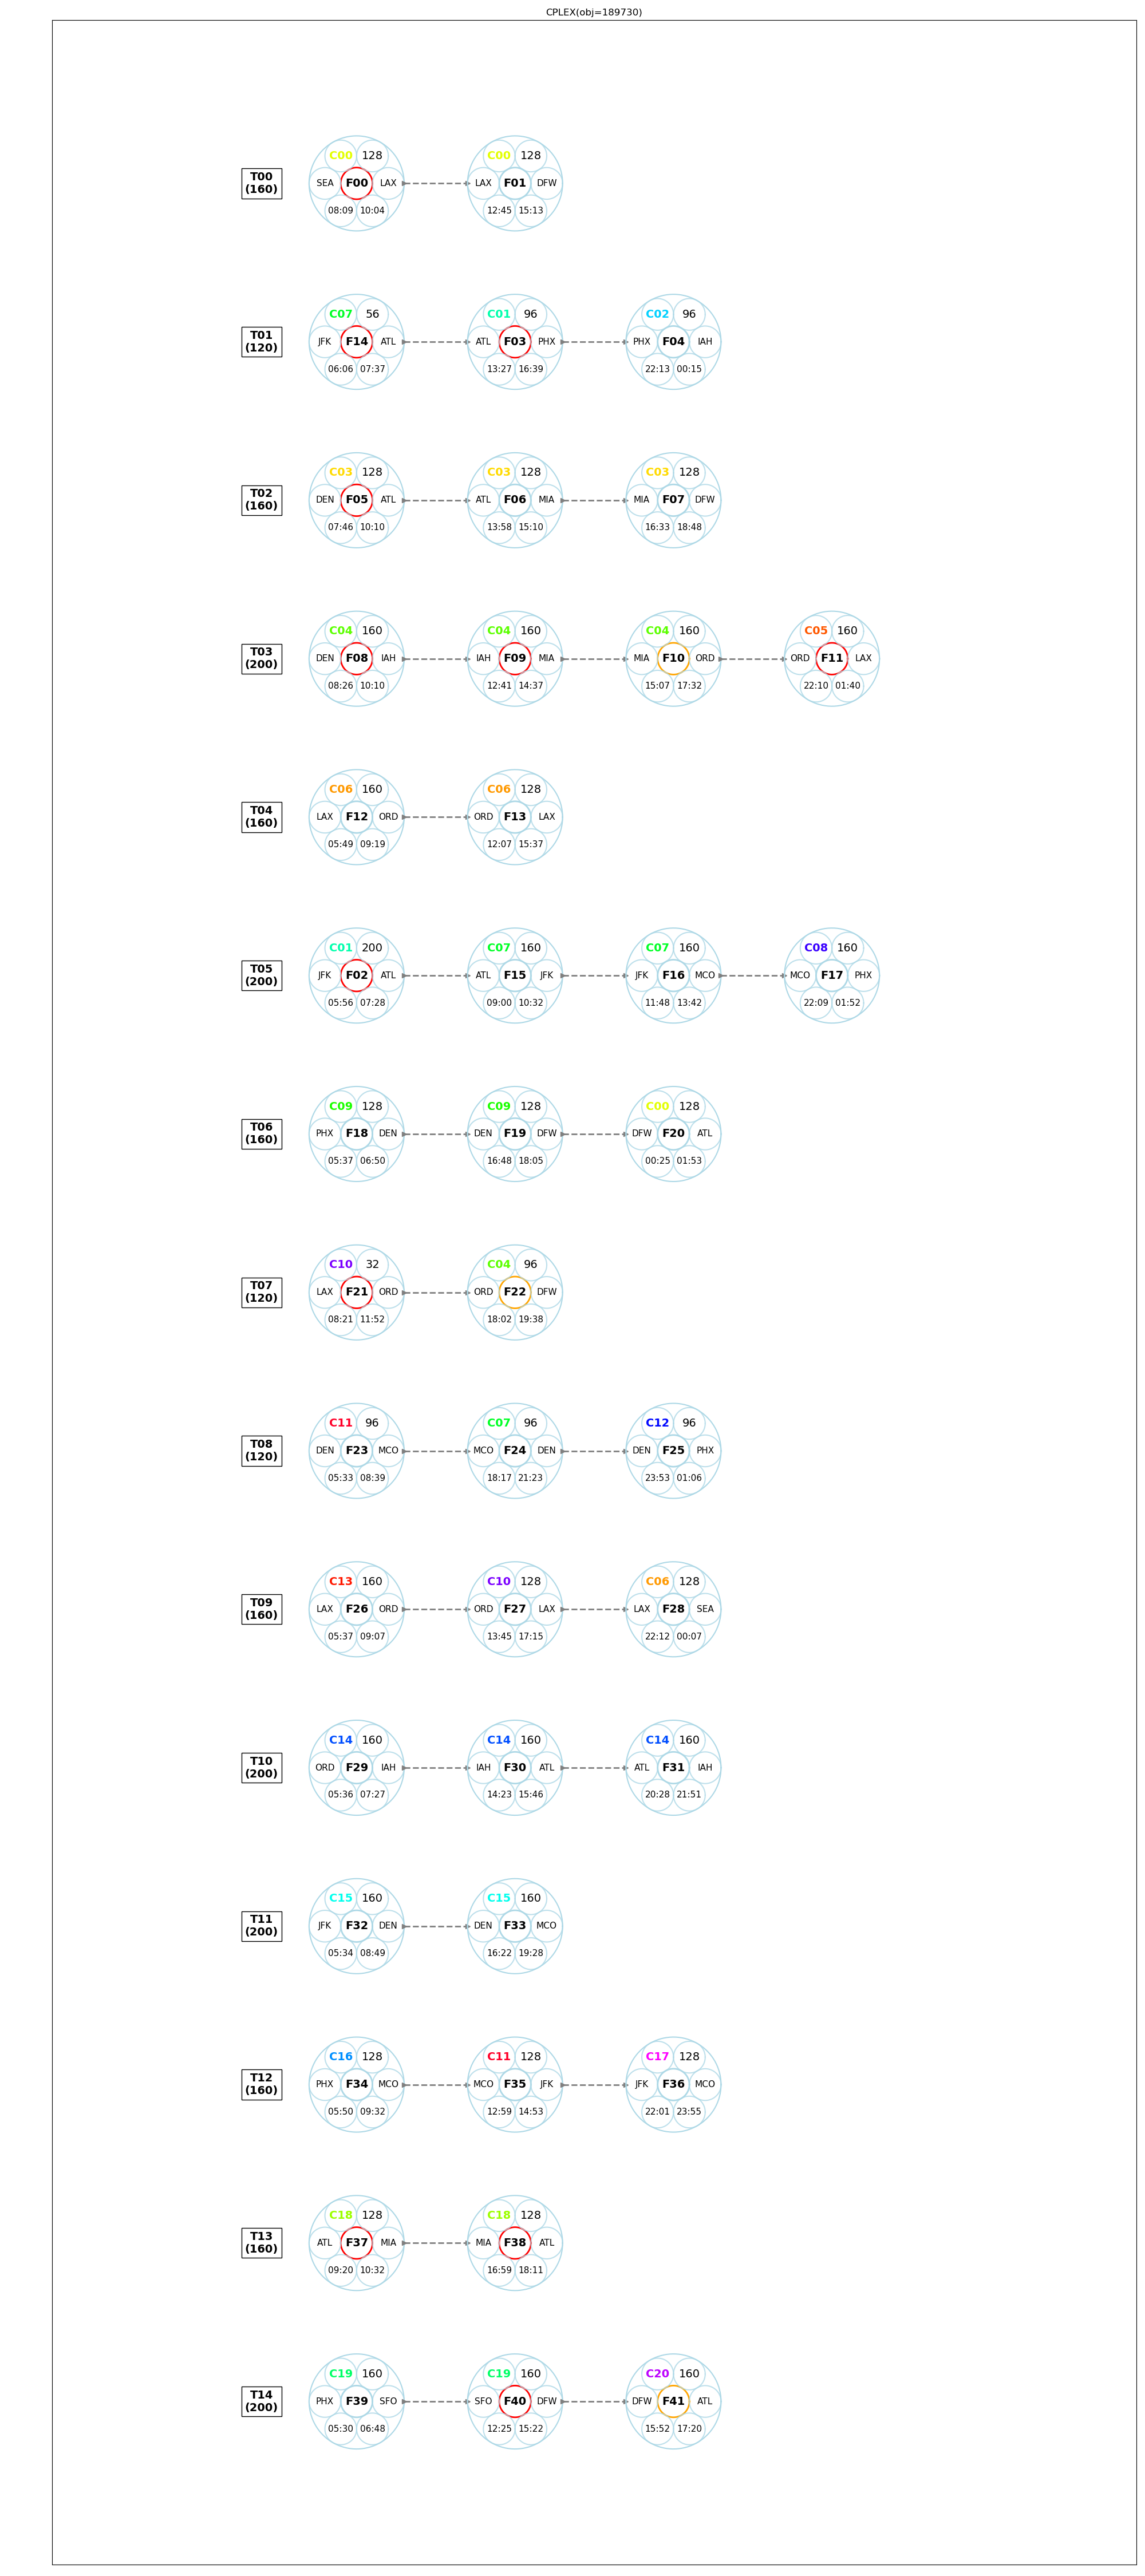 CPLEX(obj=189730)
C00 128 C00 128
T00 SEA F00 LAX LAX F01 DFW
(160)
08:09 10:04 12:45 15:13
C07 56 C01 96 C02 96
T01 JFK F14 ATL ATL F03 PHX PHX F04 IAH
(120)
06:06 07:37 13:27 16:39 22:13 00:15
C03 128 C03 128 C03 128
T02 DEN F05 ATL ATL F06 MIA MIA F07 DFW
(160)
07:46 10:10 13:58 15:10 16:33 18:48
C04 160 C04 160 C04 160 C05 160
T03 DEN F08 IAH IAH F09 MIA MIA F10 ORD ORD F11 LAX
(200)
08:26 10:10 12:41 14:37 15:07 17:32 22:10 01:40
C06 160 C06 128
T04 LAX F12 ORD ORD F13 LAX
(160)
05:49 09:19 12:07 15:37
C01 200 C07 160 C07 160 C08 160
T05 JFK F02 ATL ATL F15 JFK JFK F16 MCO MCO F17 PHX
(200)
05:56 07:28 09:00 10:32 11:48 13:42 22:09 01:52
C09 128 C09 128 C00 128
T06 PHX F18 DEN DEN F19 DFW DFW F20 ATL
(160)
05:37 06:50 16:48 18:05 00:25 01:53
C10 32 C04 96
T07 LAX F21 ORD ORD F22 DFW
(120)
08:21 11:52 18:02 19:38
C11 96 C07 96 C12 96
T08 DEN F23 MCO MCO F24 DEN DEN F25 PHX
(120)
05:33 08:39 18:17 21:23 23:53 01:06
C13 160 C10 128 C06 128
T09 LAX F26 ORD ORD F27 LAX LAX F28 SEA
(160)
05:37 09:07 13:45 17:15 22:12 00:07
C14 160 C14 160 C14 160
T10 ORD F29 IAH IAH F30 ATL ATL F31 IAH
(200)
05:36 07:27 14:23 15:46 20:28 21:51
C15 160 C15 160
T11 JFK F32 DEN DEN F33 MCO
(200)
05:34 08:49 16:22 19:28
C16 128 C11 128 C17 128
T12 PHX F34 MCO MCO F35 JFK JFK F36 MCO
(160)
05:50 09:32 12:59 14:53 22:01 23:55
C18 128 C18 128
T13 ATL F37 MIA MIA F38 ATL
(160)
09:20 10:32 16:59 18:11
C19 160 C19 160 C20 160
T14 PHX F39 SFO SFO F40 DFW DFW F41 ATL
(200)
05:30 06:48 12:25 15:22 15:52 17:20